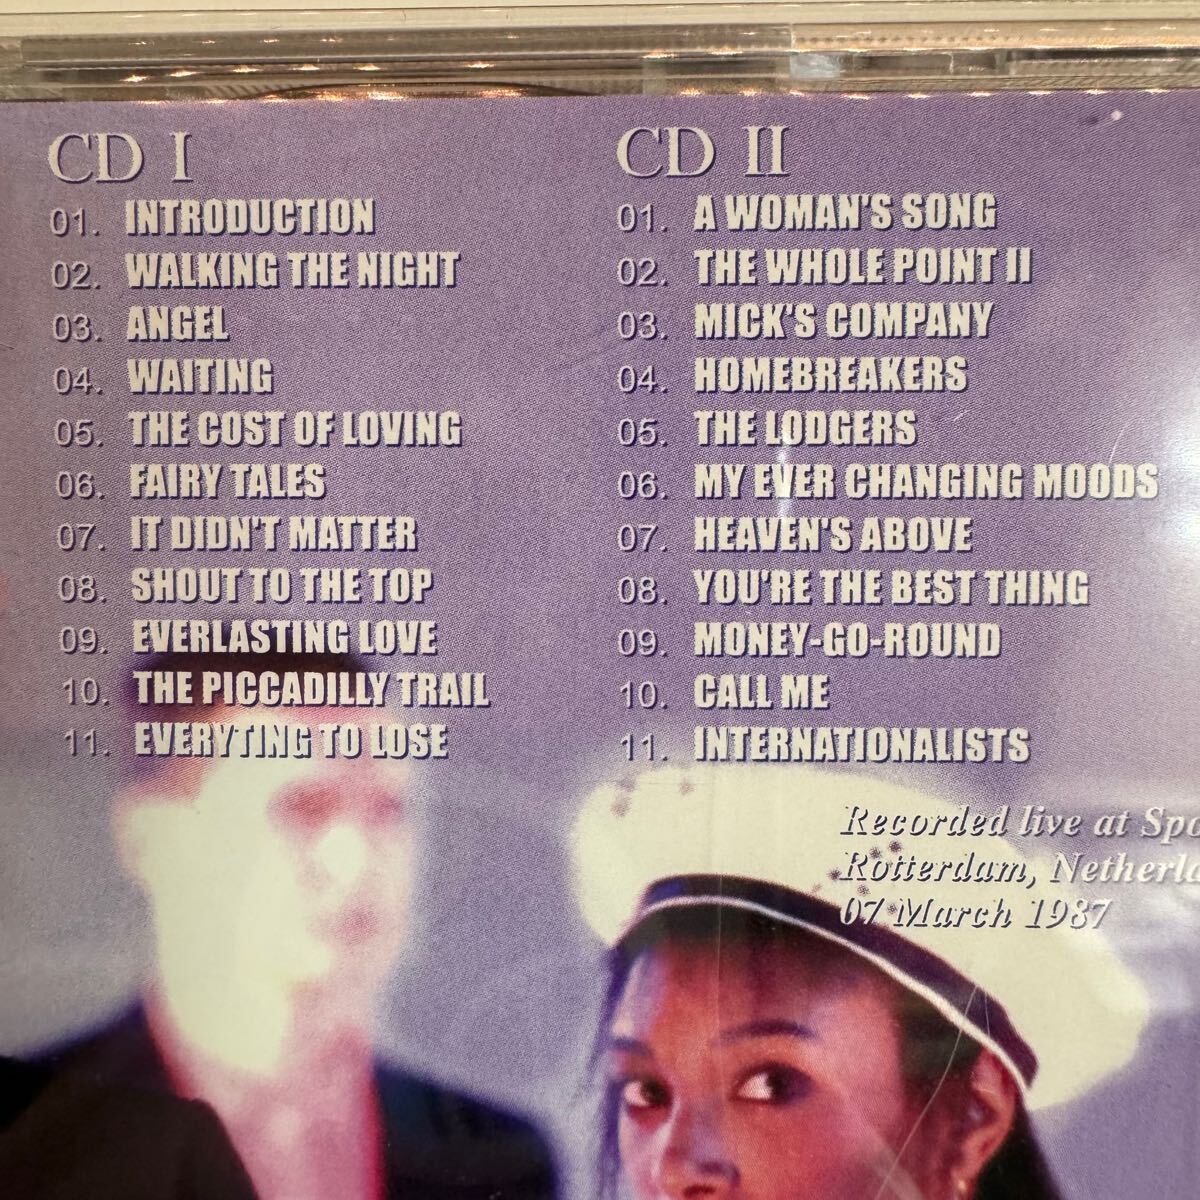 CD I
01. INTRODUCTION
02. WALKING THE NIGHT
03. ANGEL
04. WAITING
05. THE COST OF LOVING
06. FAIRY TALES
07. IT DIDN'T MATTER
08. SHOUT TO THE TOP
09. EVERLASTING LOVE
10. THE PICCADILLY TRAIL
11. EVERYTING TO LOSE
CD II
01. A WOMAN'S SONG
02. THE WHOLE POINT II
03. MICK'S COMPANY
04. HOMEBREAKERS
05. THE LODGERS
06. MY EVER CHANGING MOODS
07. HEAVEN'S ABOVE
08. YOU'RE THE BEST THING
09. MONEY-GO-ROUND
10. CALL ME
11. INTERNATIONALISTS
Recorded live at
Rotterdam,
07 March 1987